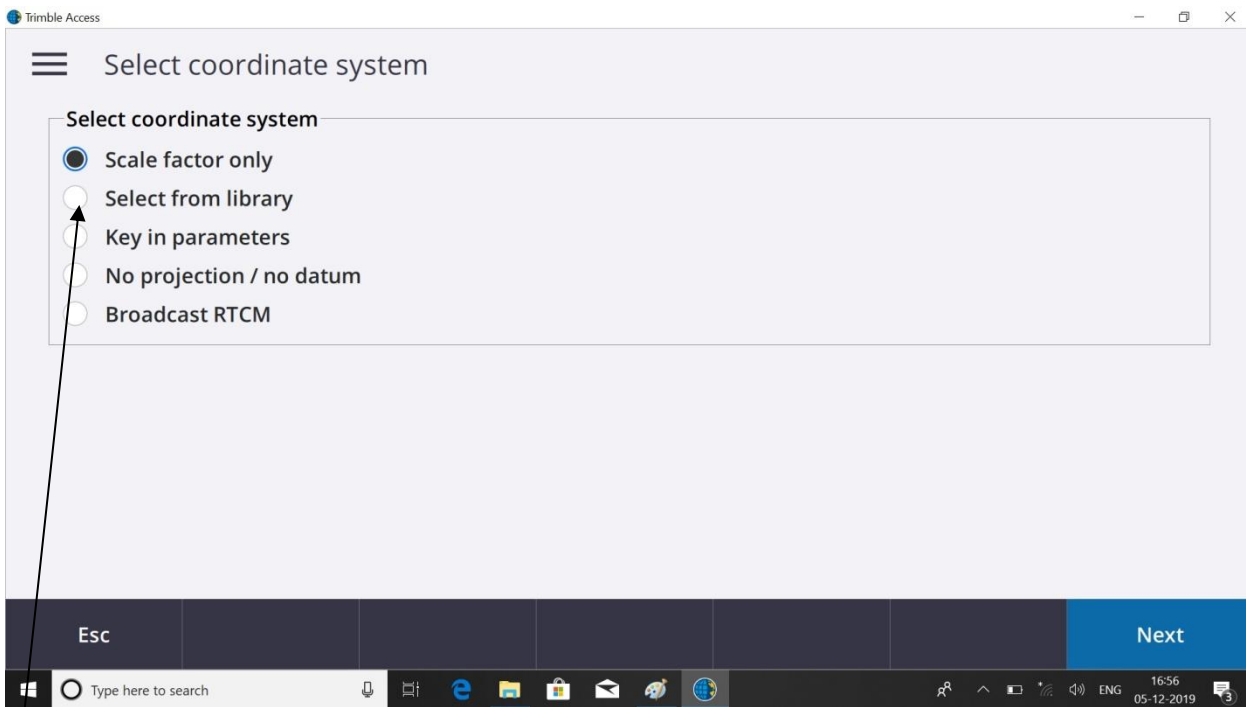 Trimble Access
Select coordinate system
Select coordinate system
Scale factor only
Select from library
Key in parameters
No projection / no datum
Broadcast RTCM
Esc
Next
Type here to search
ENG
16:56
05-12-2019
3